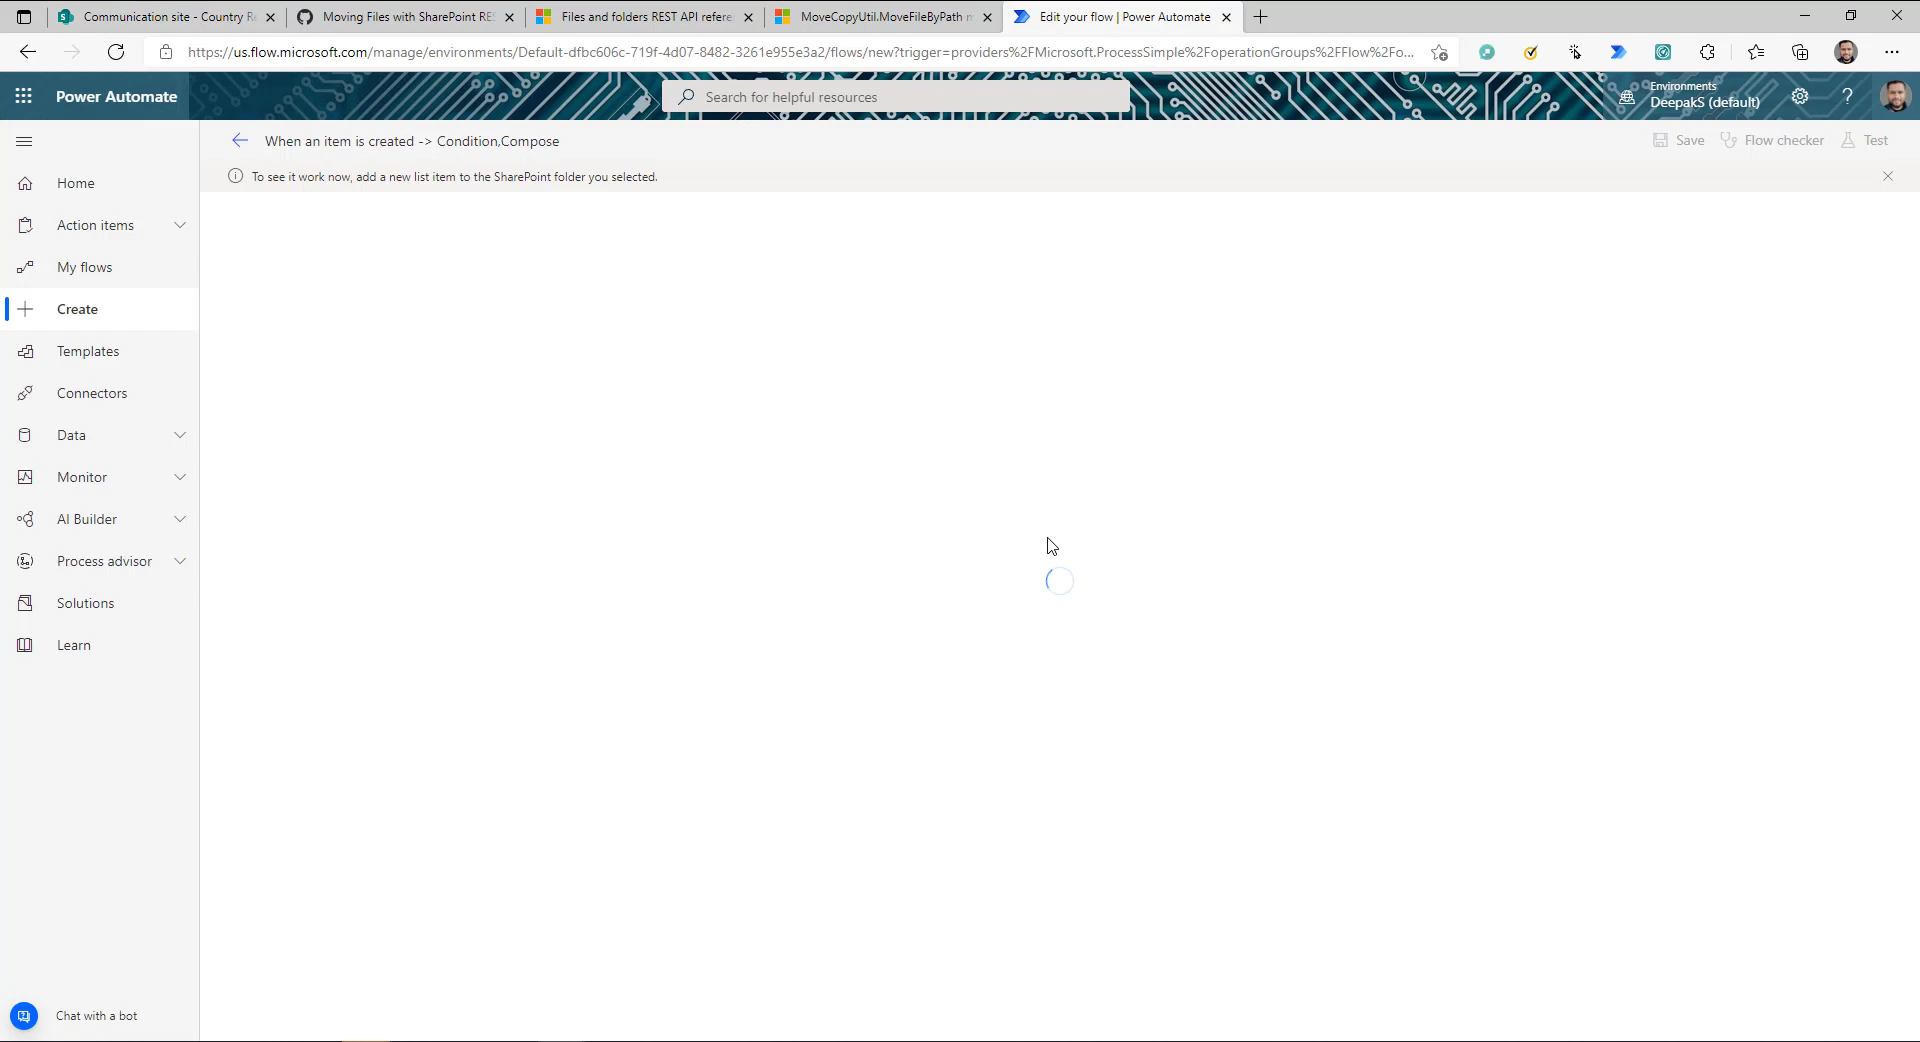 Communication site - Country Re
Moving Files with SharePoint RES
Files and folders REST API refere
MoveCopyUtil.MoveFileByPath m
Edit your flow | Power Automate
https://us.flow.microsoft.com/manage/environments/Default-dfbc606c-719f-4d07-8482-3261e955e3a2/flows/new?trigger=providers%2FMicrosoft.ProcessSimple%2FoperationGroups%2FFlow%2Fo...
Power Automate
Search for helpful resources
Environments
DeepakS (default)
When an item is created -> Condition,Compose
Save
Flow checker
Test
To see it work now, add a new list item to the SharePoint folder you selected.
Home
Action items
My flows
Create
Templates
Connectors
Data
Monitor
AI Builder
Process advisor
Solutions
Learn
Chat with a bot